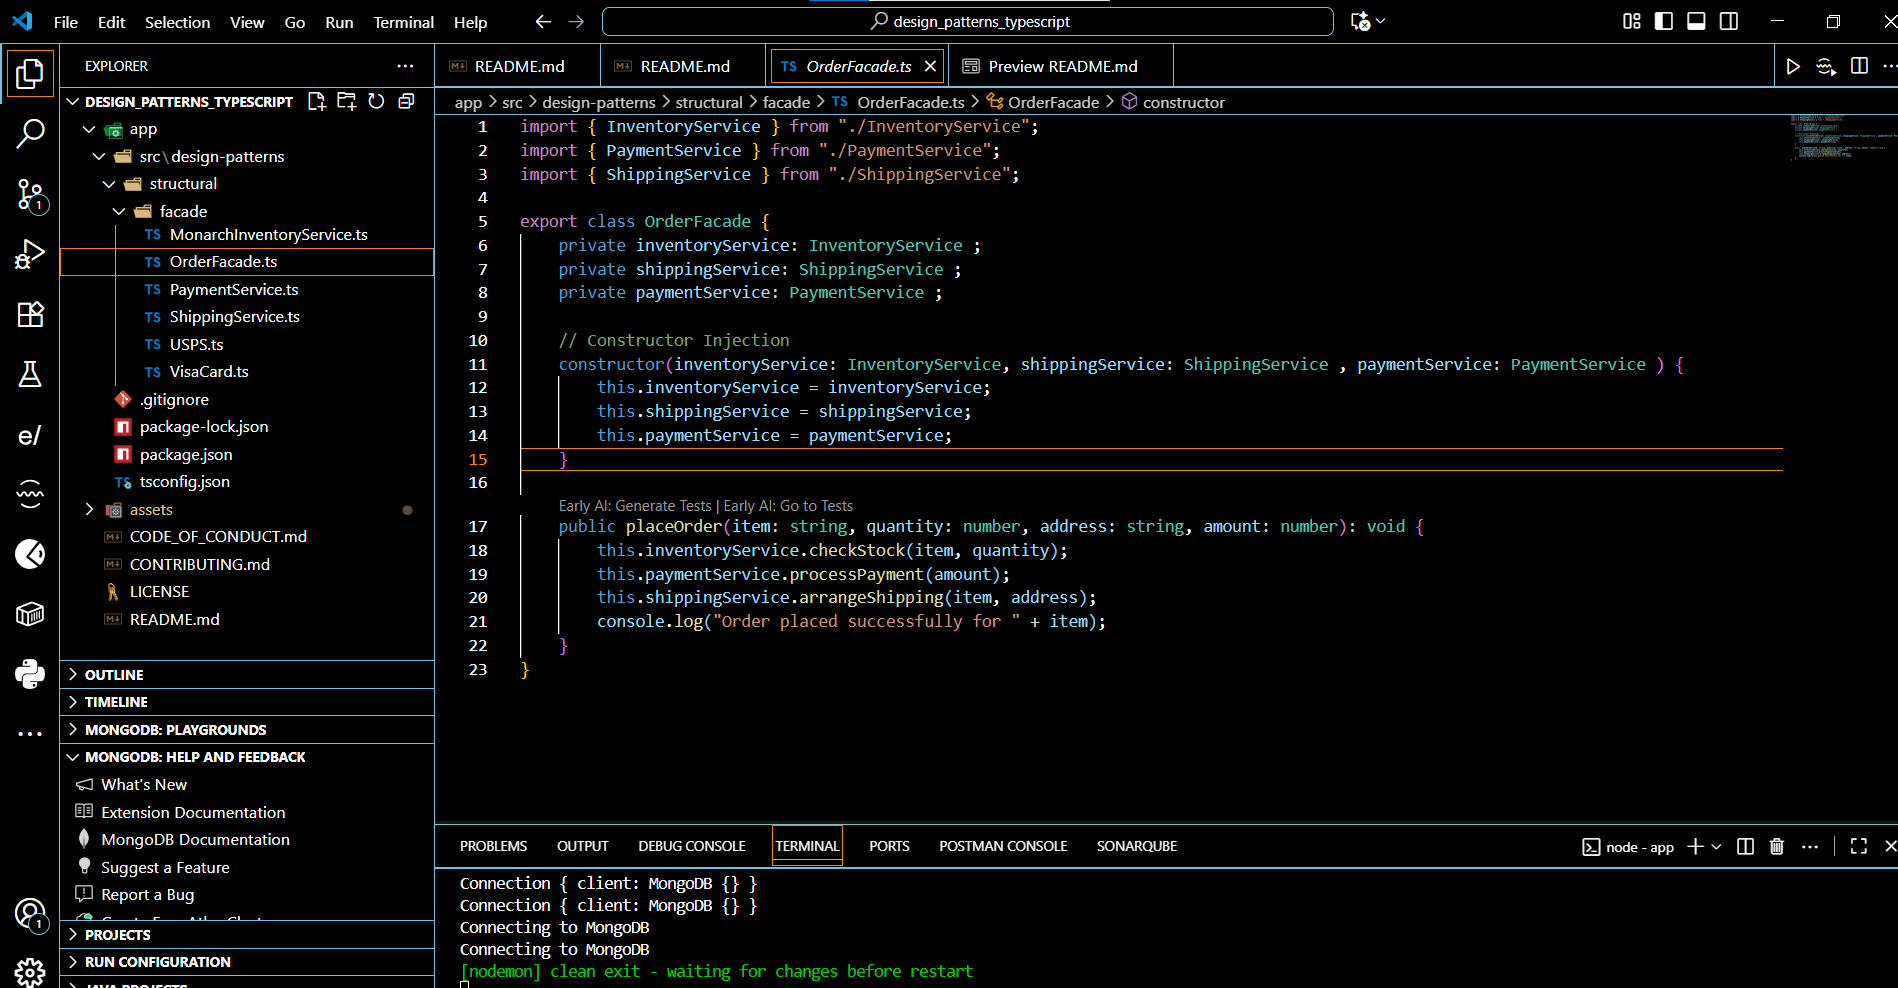 File Edit Selection View Go Run Terminal Help
design_patterns_typescript
EXPLORER
DESIGN_PATTERNS_TYPESCRIPT
app
src\design-patterns
structural
facade
TS MonarchInventoryService.ts
TS OrderFacade.ts
TS PaymentService.ts
TS ShippingService.ts
TS USPS.ts
TS VisaCard.ts
.gitignore
package-lock.json
package.json
TS tsconfig.json
assets
CODE_OF_CONDUCT.md
CONTRIBUTING.md
LICENSE
README.md
OUTLINE
TIMELINE
MONGODB: PLAYGROUNDS
MONGODB: HELP AND FEEDBACK
What's New
Extension Documentation
MongoDB Documentation
Suggest a Feature
Report a Bug
PROJECTS
RUN CONFIGURATION
JAVA PROJECTS
1
e/
1
README.md README.md TS OrderFacade.ts Preview README.md
app > src > design-patterns > structural > facade > TS OrderFacade.ts > OrderFacade > constructor
1 import { InventoryService } from "./InventoryService";
2 import { PaymentService } from "./PaymentService";
3 import { ShippingService } from "./ShippingService";
4
5 export class OrderFacade {
6 private inventoryService: InventoryService ;
7 private shippingService: ShippingService ;
8 private paymentService: PaymentService ;
9
10 // Constructor Injection
11 constructor(inventoryService: InventoryService, shippingService: ShippingService , paymentService: PaymentService ) {
12 this.inventoryService = inventoryService;
13 this.shippingService = shippingService;
14 this.paymentService = paymentService;
15 }
16
Early AI: Generate Tests | Early AI: Go to Tests
17 public placeOrder(item: string, quantity: number, address: string, amount: number): void {
18 this.inventoryService.checkStock(item, quantity);
19 this.paymentService.processPayment(amount);
20 this.shippingService.arrangeShipping(item, address);
21 console.log("Order placed successfully for " + item);
22 }
23 }
PROBLEMS OUTPUT DEBUG CONSOLE TERMINAL PORTS POSTMAN CONSOLE SONARQUBE
node - app
Connection { client: MongoDB {} }
Connection { client: MongoDB {} }
Connecting to MongoDB
Connecting to MongoDB
[nodemon] clean exit - waiting for changes before restart